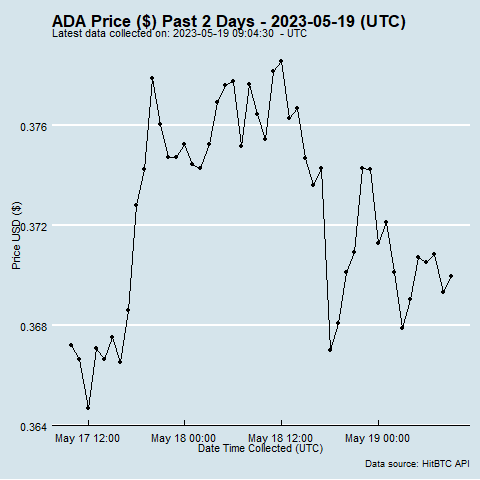 ADA Price ($) Past 2 Days - 2023-05-19 (UTC)
Latest data collected on: 2023-05-19 09:04:30 - UTC
0.376
0.372
Price USD ($)
0.368
0.364
May 17 12:00 May 18 00:00 May 18 12:00 May 19 00:00
Date Time Collected (UTC)
Data source: HitBTC API